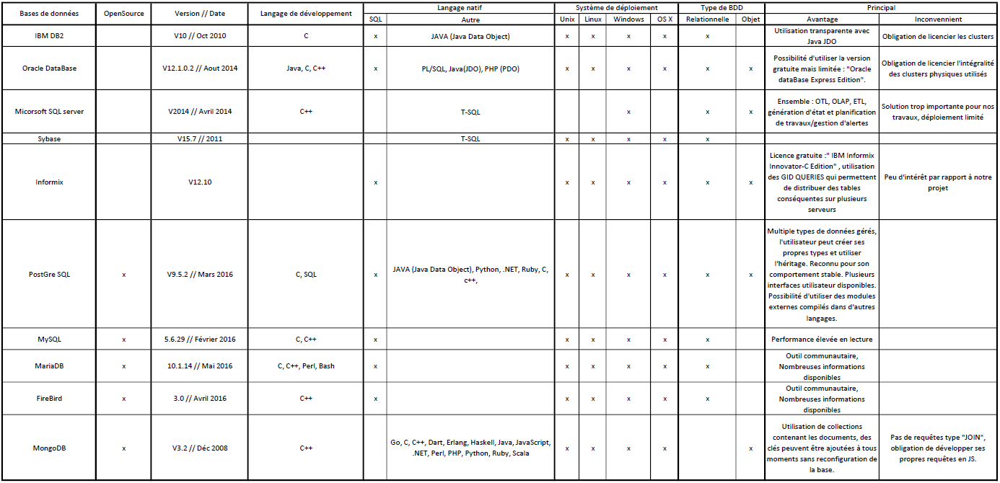 Bases de données
OpenSource
Version // Date
Langage de développement
Langage natif
Système de déploiement
Type de BDD
Principal
SQL
Autre
Unix
Linux
Windows
OS X
Relationnelle
Objet
Avantage
Inconvennient
IBM DB2
V10 // Oct 2010
C
x
JAVA (Java Data Object)
x
x
x
x
x
Utilisation transparente avec
Java JDO
Obligation de licencier les clusters
Oracle DataBase
V12.1.0.2 // Aout 2014
Java, C, C++
x
PL/SQL, Java(JDO), PHP (PDO)
x
x
x
x
x
x
Possibilité d'utiliser la version
gratuite mais limitée : "Oracle
dataBase Express Edition".
Obligation de licencier l'intégralité
des clusters physiques utilisés
Micorsoft SQL server
V2014 // Avril 2014
C++
T-SQL
x
x
x
Ensemble : OTL, OLAP, ETL,
génération d'état et planification
de travaux/gestion d'alertes
Solution trop importante pour nos
travaux, déploiement limité
Sybase
V15.7 // 2011
T-SQL
x
x
x
x
x
Informix
V12.10
x
x
x
x
x
x
x
Licence gratuite :" IBM Informix
Innovator-C Edition" , utilisation
des GID QUERIES qui permettent
de distribuer des tables
conséquentes sur plusieurs
serveurs
Peu d'intérêt par rapport à notre
projet
PostGre SQL
x
V9.5.2 // Mars 2016
C, SQL
x
JAVA (Java Data Object), Python, .NET, Ruby, C,
c++,
x
x
x
x
x
x
Multiple types de données gérés,
l'utilisateur peut créer ses
propres types et utiliser
l'héritage. Reconnu pour son
comportement stable. Plusieurs
interfaces utilisateur disponibles.
Possibilité d'utiliser des modules
externes compilés dans d'autres
langages.
MySQL
x
5.6.29 // Février 2016
C, C++
x
x
x
x
x
x
Performance élevée en lecture
MariaDB
x
10.1.14 // Mai 2016
C, C++, Perl, Bash
x
x
x
x
x
x
Outil communautaire,
Nombreuses informations
disponibles
FireBird
x
3.0 // Avril 2016
C++
x
x
x
x
x
x
Outil communautaire,
Nombreuses informations
disponibles
MongoDB
x
V3.2 // Déc 2008
C++
Go, C, C++, Dart, Erlang, Haskell, Java, JavaScript,
.NET, Perl, PHP, Python, Ruby, Scala
x
x
x
x
x
Utilisation de collections
contenant les documents, des
clés peuvent être ajoutées à tous
moments sans reconfiguration de
la base.
Pas de requêtes type "JOIN",
obligation de développer ses
propres requêtes en JS.